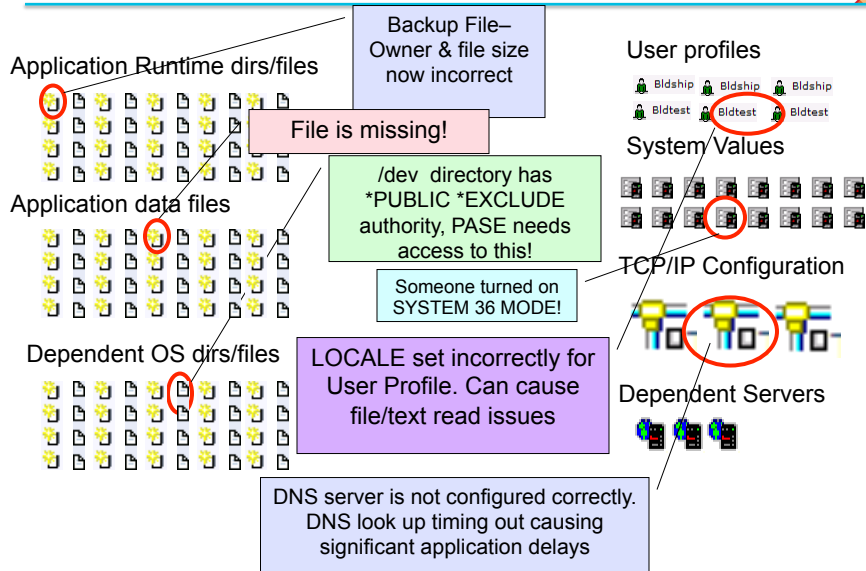 Backup File–
Owner & file size
now incorrect
Application Runtime dirs/files
File is missing!
/dev directory has
*PUBLIC *EXCLUDE
authority, PASE needs
access to this!
Application data files
Someone turned on
SYSTEM 36 MODE!
Dependent OS dirs/files
LOCALE set incorrectly for
User Profile. Can cause
file/text read issues
DNS server is not configured correctly.
DNS look up timing out causing
significant application delays
User profiles
Bldship Bldship Bldship
Bldtest Bldtest Bldtest
System Values
TCP/IP Configuration
Dependent Servers